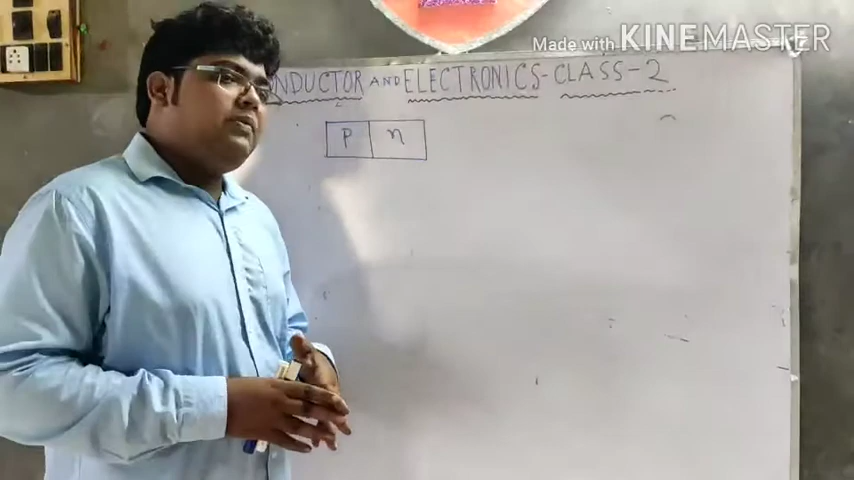 Made with KINEMASTER
NDUCTOR AND ELECTRONICS-CLASS-2
P n